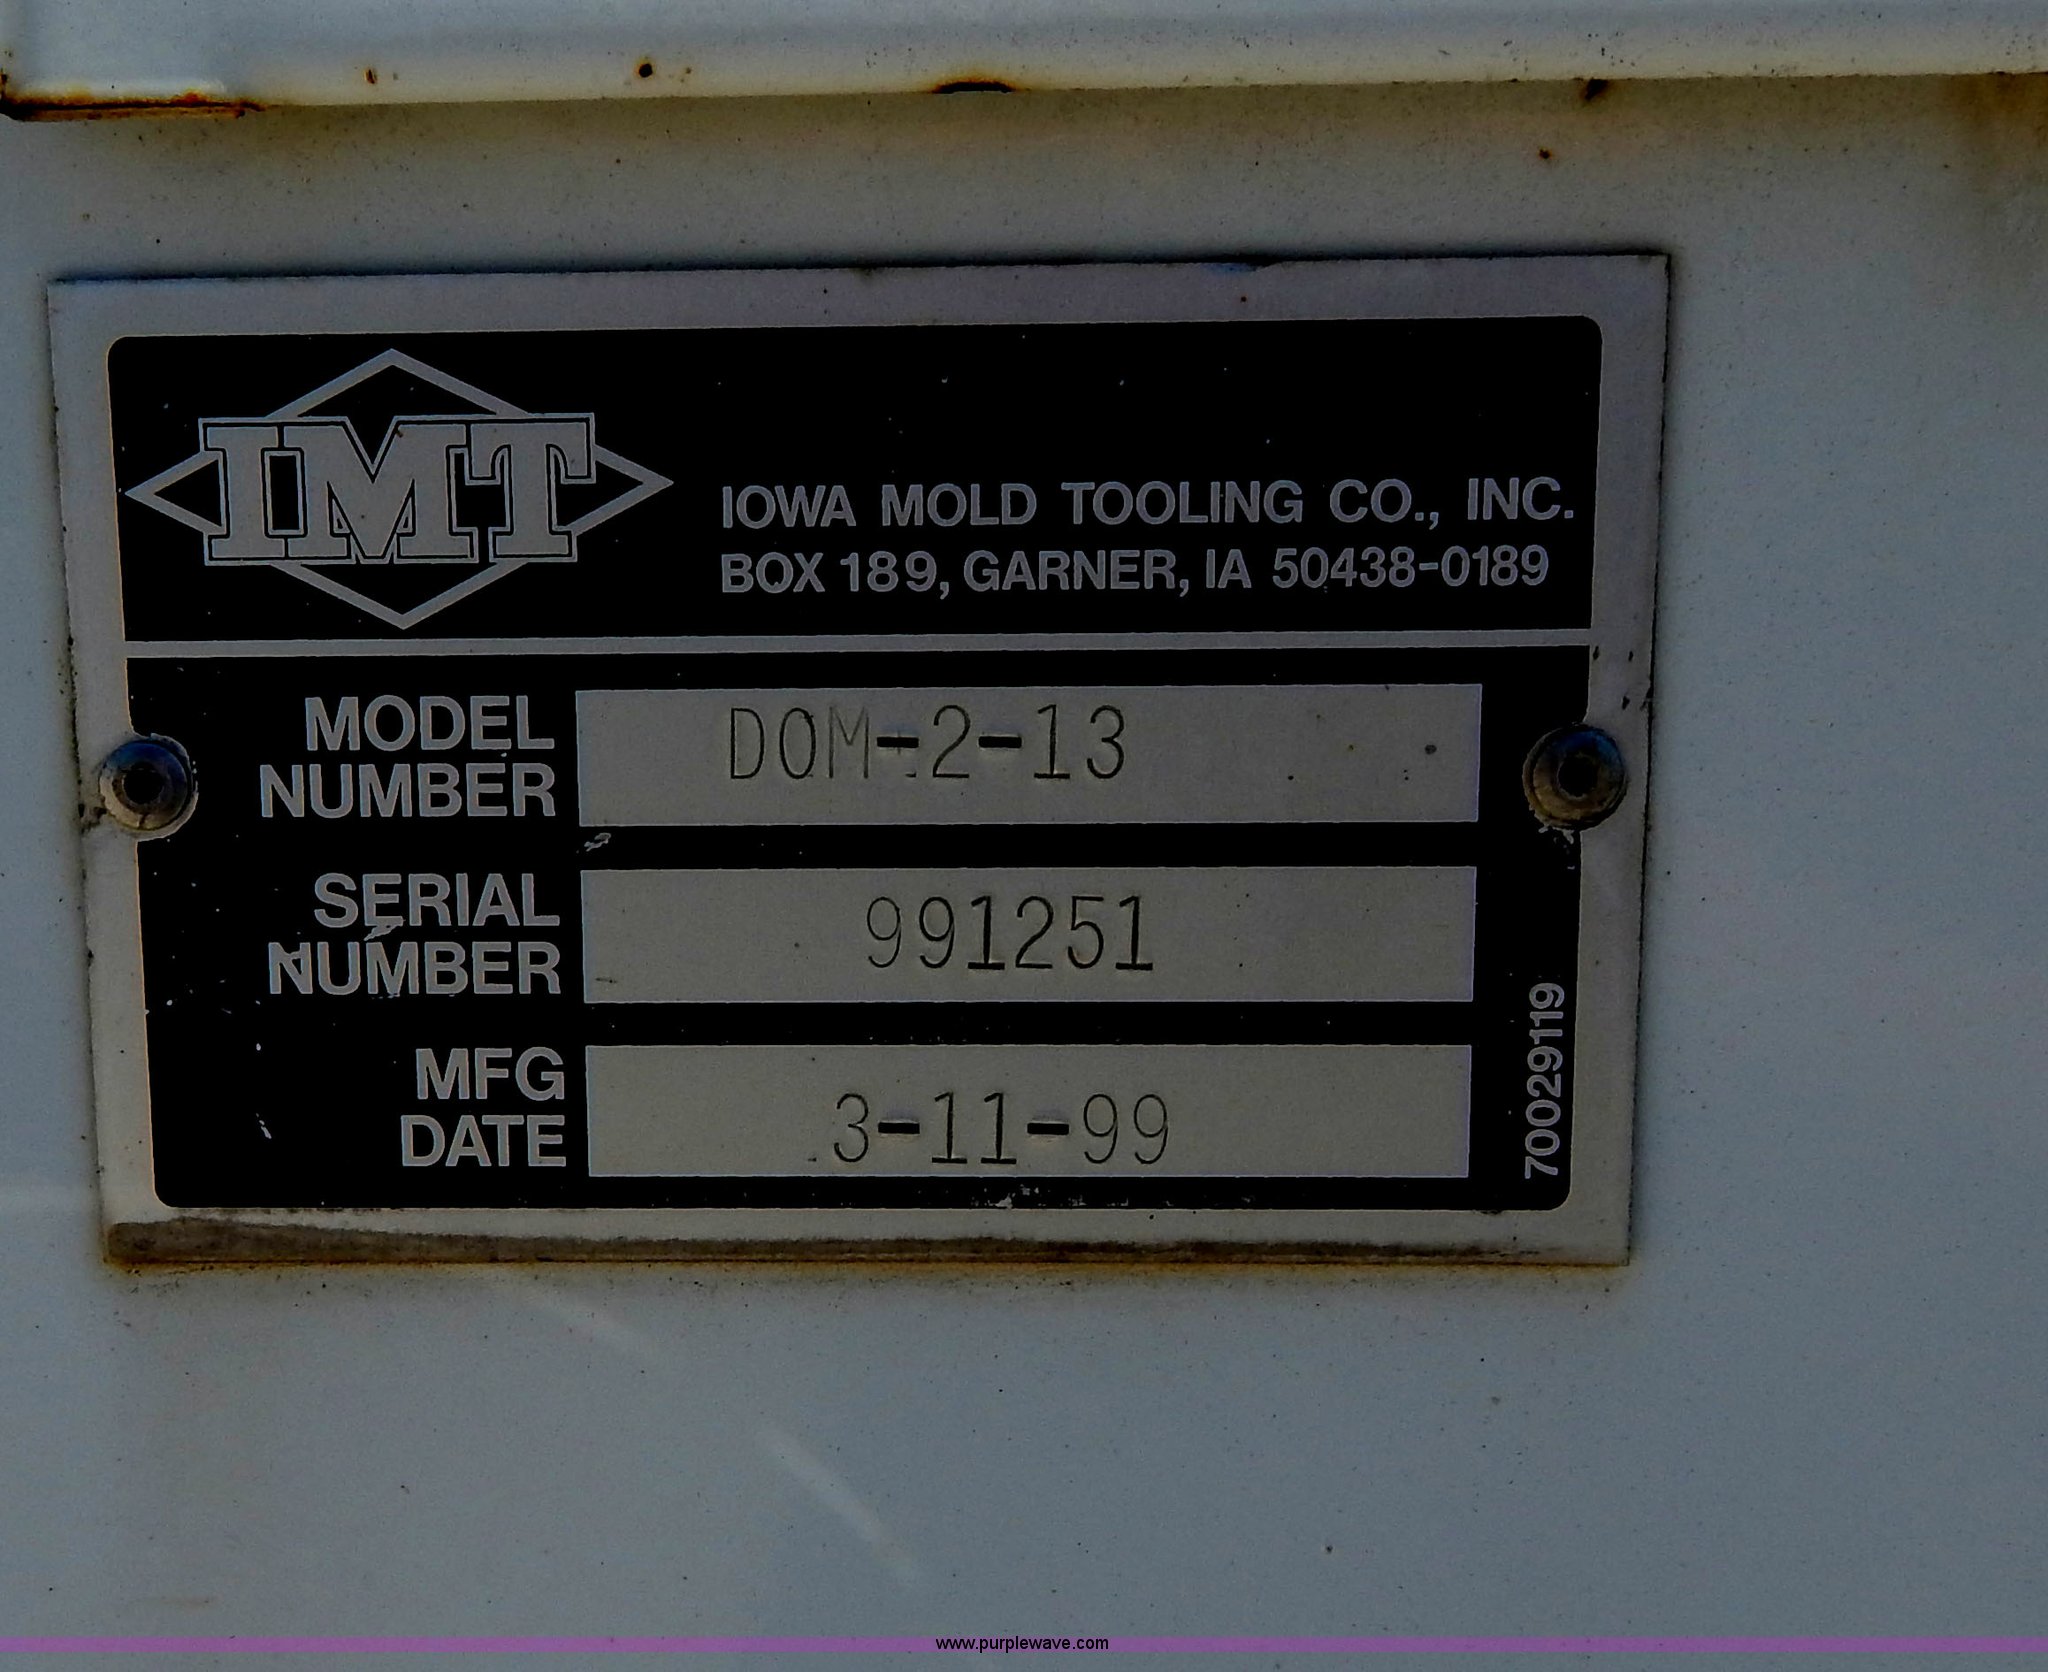 IMT
IOWA MOLD TOOLING CO., INC.
BOX 189, GARNER, IA 50438-0189
MODEL
NUMBER
DOM-2-13
SERIAL
NUMBER
991251
MFG
DATE
3-11-99
70029119
www.purplewave.com